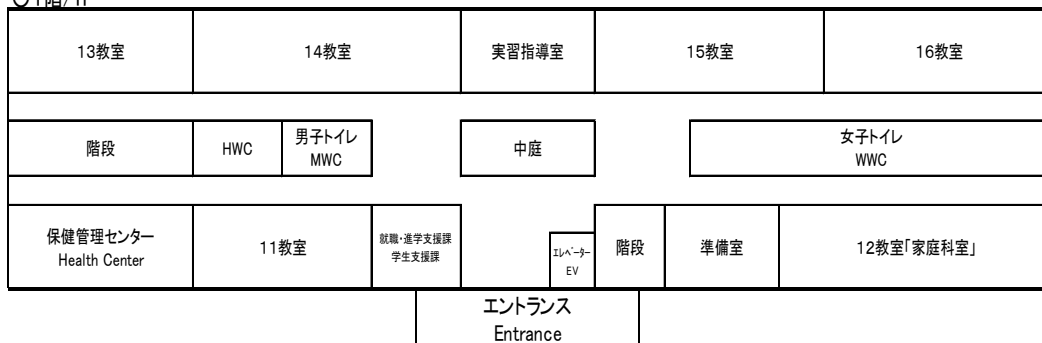 13教室
14教室
実習指導室
15教室
16教室
階段
HWC
男子トイレ
MWC
中庭
女子トイレ
WWC
保健管理センター
Health Center
11教室
就職・進学支援課
学生支援課
エレベーター
EV
階段
準備室
12教室「家庭科室」
エントランス
Entrance